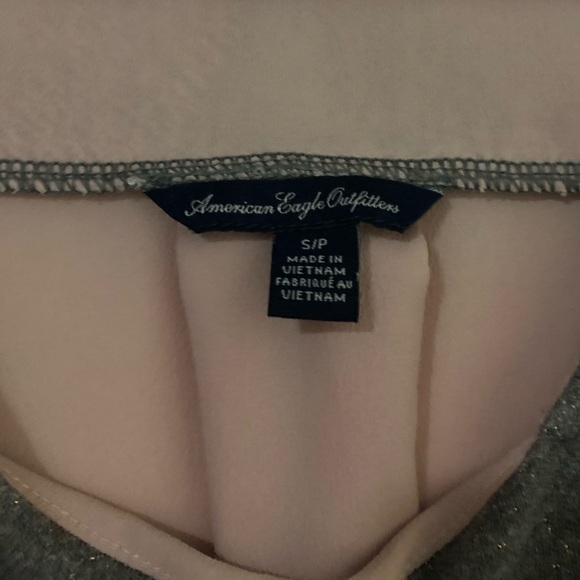 American Eagle Outfitters
S/P
MADE IN
VIETNAM
FABRIQUÉ AU
VIETNAM